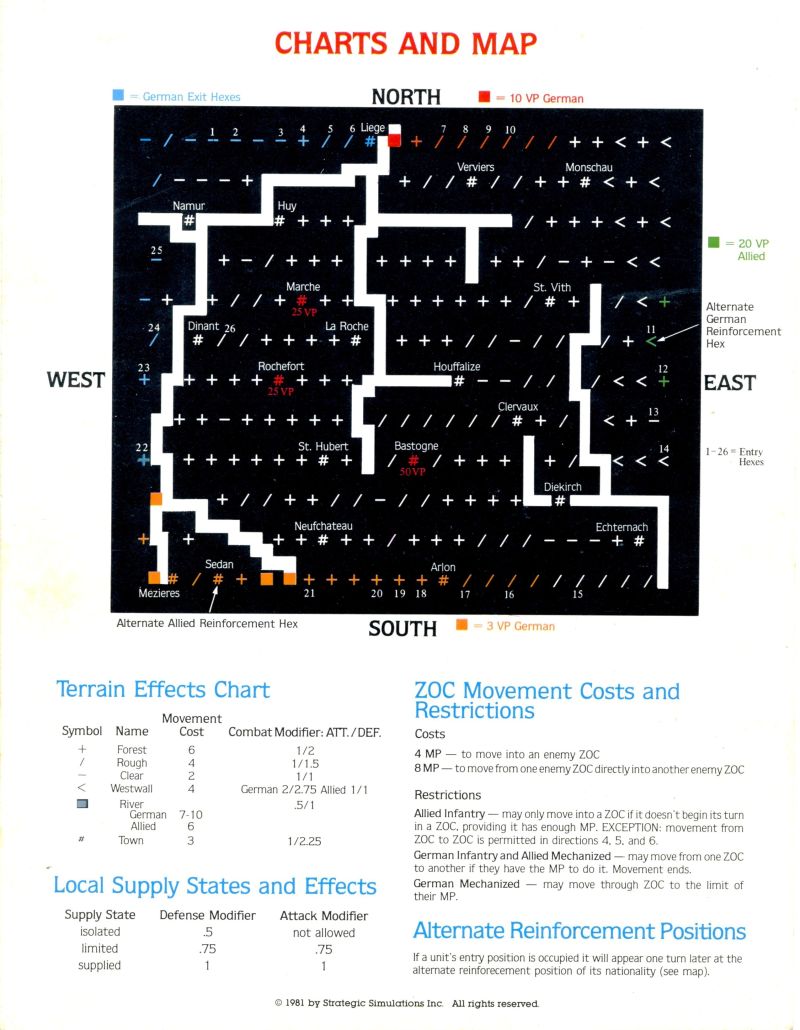 CHARTS AND MAP
= German Exit Hexes
NORTH
= 10 VP German
1 2 3 4 5 6 Liege 7 8 9 10
Verviers Monschau
Namur Huy
25
= 20 VP
Allied
Marche St. Vith
25 VP
Alternate
German
Reinforcement
Hex
24 Dinant 26 La Roche 11
23 Rochefort Houffalize 12
25 VP
WEST
EAST
Clervaux 13
22 St. Hubert Bastogne 14
50 VP
1–26 = Entry
Hexes
Diekirch
Neufchateau Echternach
Sedan Arlon
Mezieres 21 20 19 18 17 16 15
Alternate Allied Reinforcement Hex
SOUTH
= 3 VP German
Terrain Effects Chart
Symbol Name Movement Cost Combat Modifier: ATT./DEF.
+ Forest 6 1/2
/ Rough 4 1/1.5
− Clear 2 1/1
< Westwall 4 German 2/2.75 Allied 1/1
River .5/1
German 7-10
Allied 6
# Town 3 1/2.25
Local Supply States and Effects
Supply State Defense Modifier Attack Modifier
isolated .5 not allowed
limited .75 .75
supplied 1 1
ZOC Movement Costs and
Restrictions
Costs
4 MP — to move into an enemy ZOC
8 MP — to move from one enemy ZOC directly into another enemy ZOC
Restrictions
Allied Infantry — may only move into a ZOC if it doesn't begin its turn
in a ZOC, providing it has enough MP. EXCEPTION: movement from
ZOC to ZOC is permitted in directions 4, 5, and 6.
German Infantry and Allied Mechanized — may move from one ZOC
to another if they have the MP to do it. Movement ends.
German Mechanized — may move through ZOC to the limit of
their MP.
Alternate Reinforcement Positions
If a unit's entry position is occupied it will appear one turn later at the
alternate reinforecement position of its nationality (see map).
© 1981 by Strategic Simulations Inc. All rights reserved.